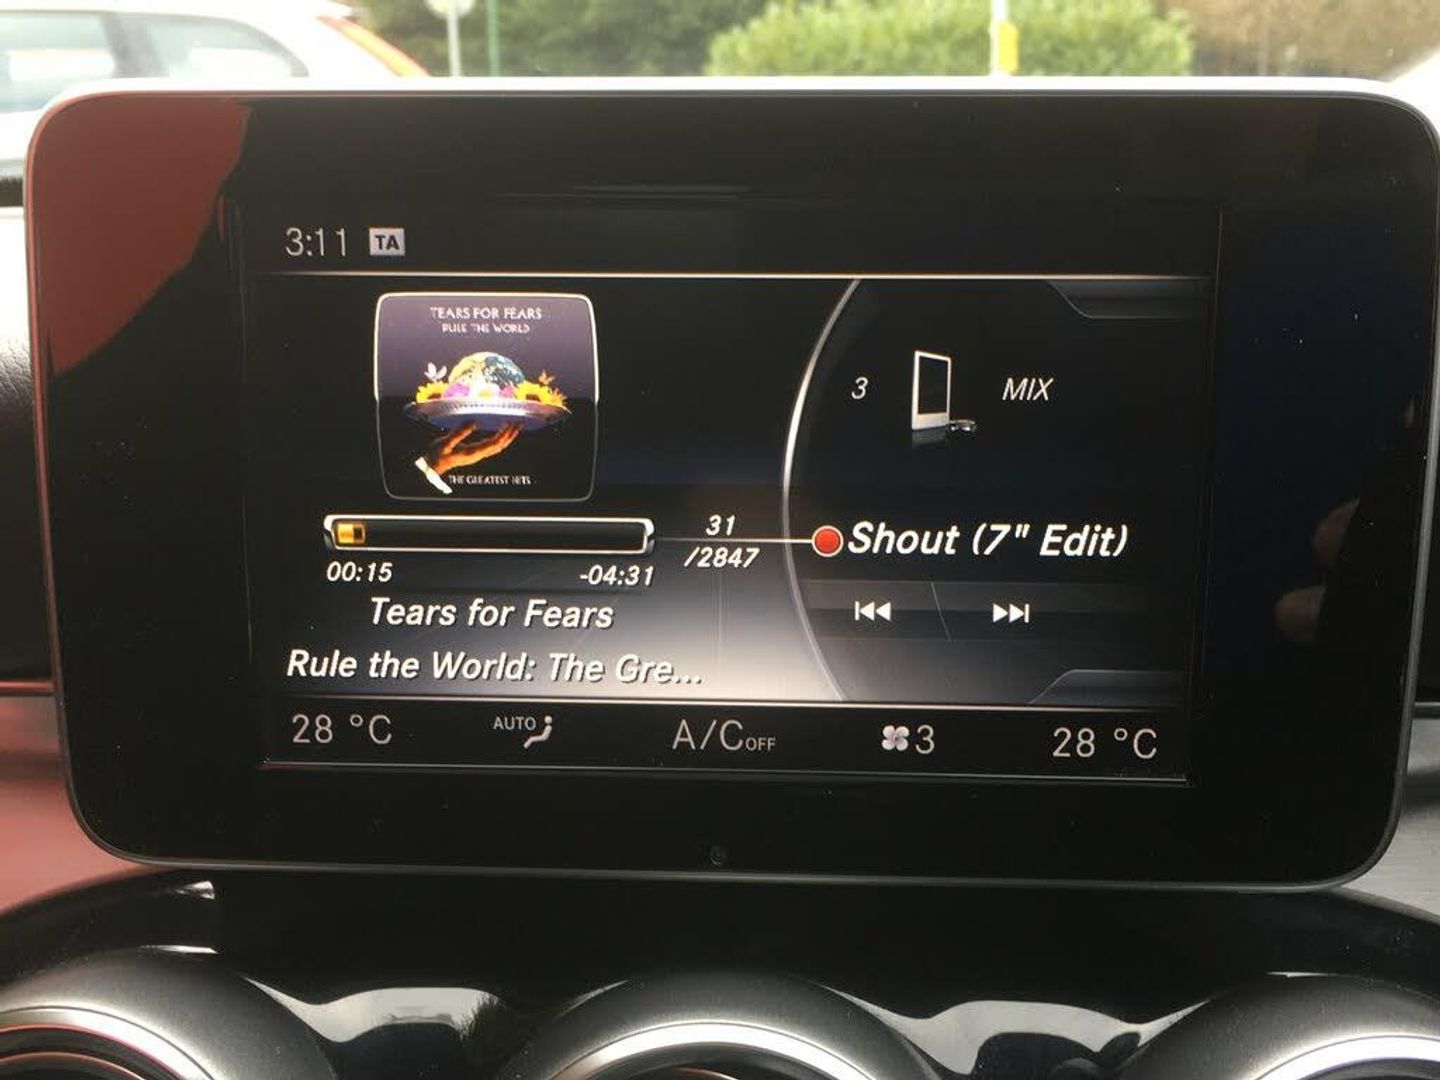 3:11 TA
TEARS FOR FEARS
RULE THE WORLD
THE GREATEST HITS
3 MIX
31
/2847
Shout (7" Edit)
00:15 -04:31
Tears for Fears
Rule the World: The Gre...
28 °C AUTO A/C OFF 3 28 °C